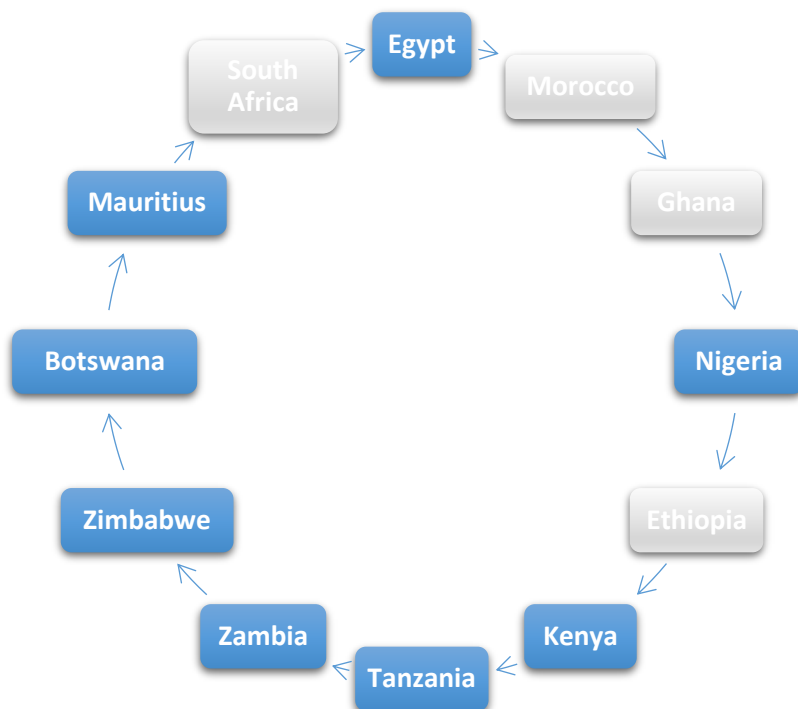 Egypt
Morocco
Ghana
Nigeria
Ethiopia
Kenya
Tanzania
Zambia
Zimbabwe
Botswana
Mauritius
South
Africa